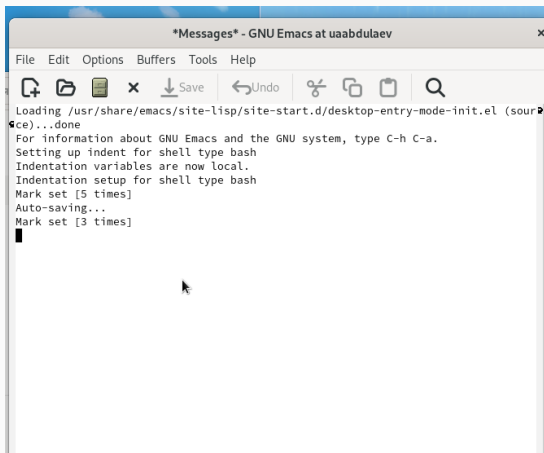 *Messages* - GNU Emacs at uaabdulaev
File Edit Options Buffers Tools Help
Save Undo
Loading /usr/share/emacs/site-lisp/site-start.d/desktop-entry-mode-init.el (sour
ce)...done
For information about GNU Emacs and the GNU system, type C-h C-a.
Setting up indent for shell type bash
Indentation variables are now local.
Indentation setup for shell type bash
Mark set [5 times]
Auto-saving...
Mark set [3 times]